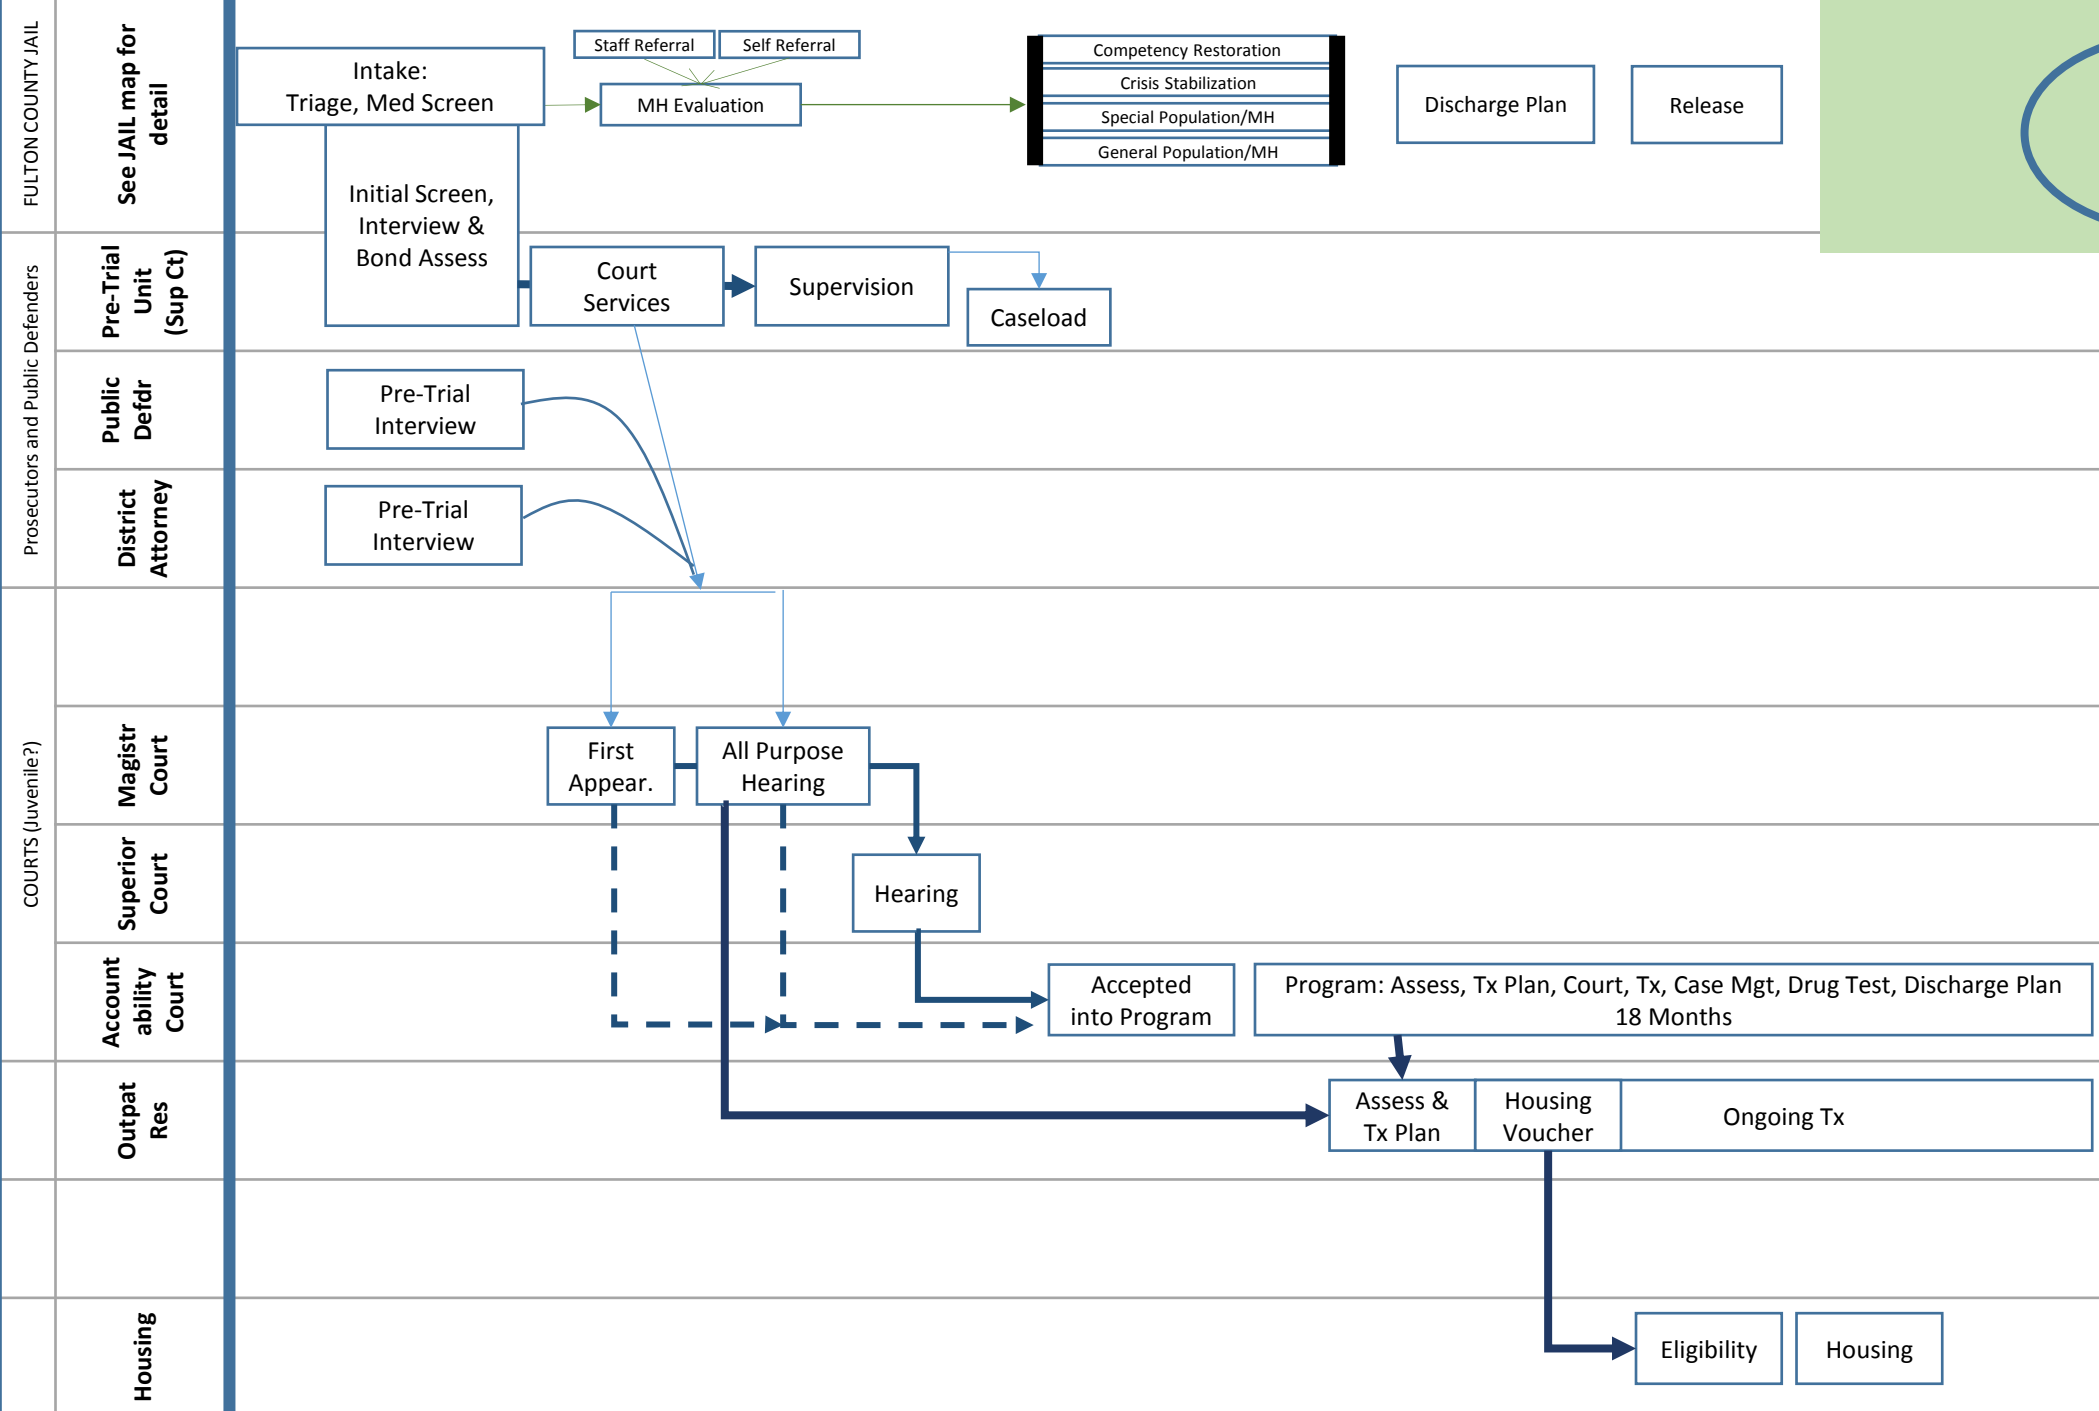 FULTON COUNTY JAIL
See JAIL map for
detail
Intake:
Triage, Med Screen
Staff Referral
Self Referral
MH Evaluation
Competency Restoration
Crisis Stabilization
Special Population/MH
General Population/MH
Discharge Plan
Release
Initial Screen,
Interview &
Bond Assess
Prosecutors and Public Defenders
Pre-Trial
Unit
(Sup Ct)
Court
Services
Supervision
Caseload
Public
Defdr
Pre-Trial
Interview
District
Attorney
Pre-Trial
Interview
COURTS (Juvenile?)
Magistr
Court
First
Appear.
All Purpose
Hearing
Superior
Court
Hearing
Account
ability
Court
Accepted
into Program
Program: Assess, Tx Plan, Court, Tx, Case Mgt, Drug Test, Discharge Plan
18 Months
Outpat
Res
Assess &
Tx Plan
Housing
Voucher
Ongoing Tx
Housing
Eligibility
Housing